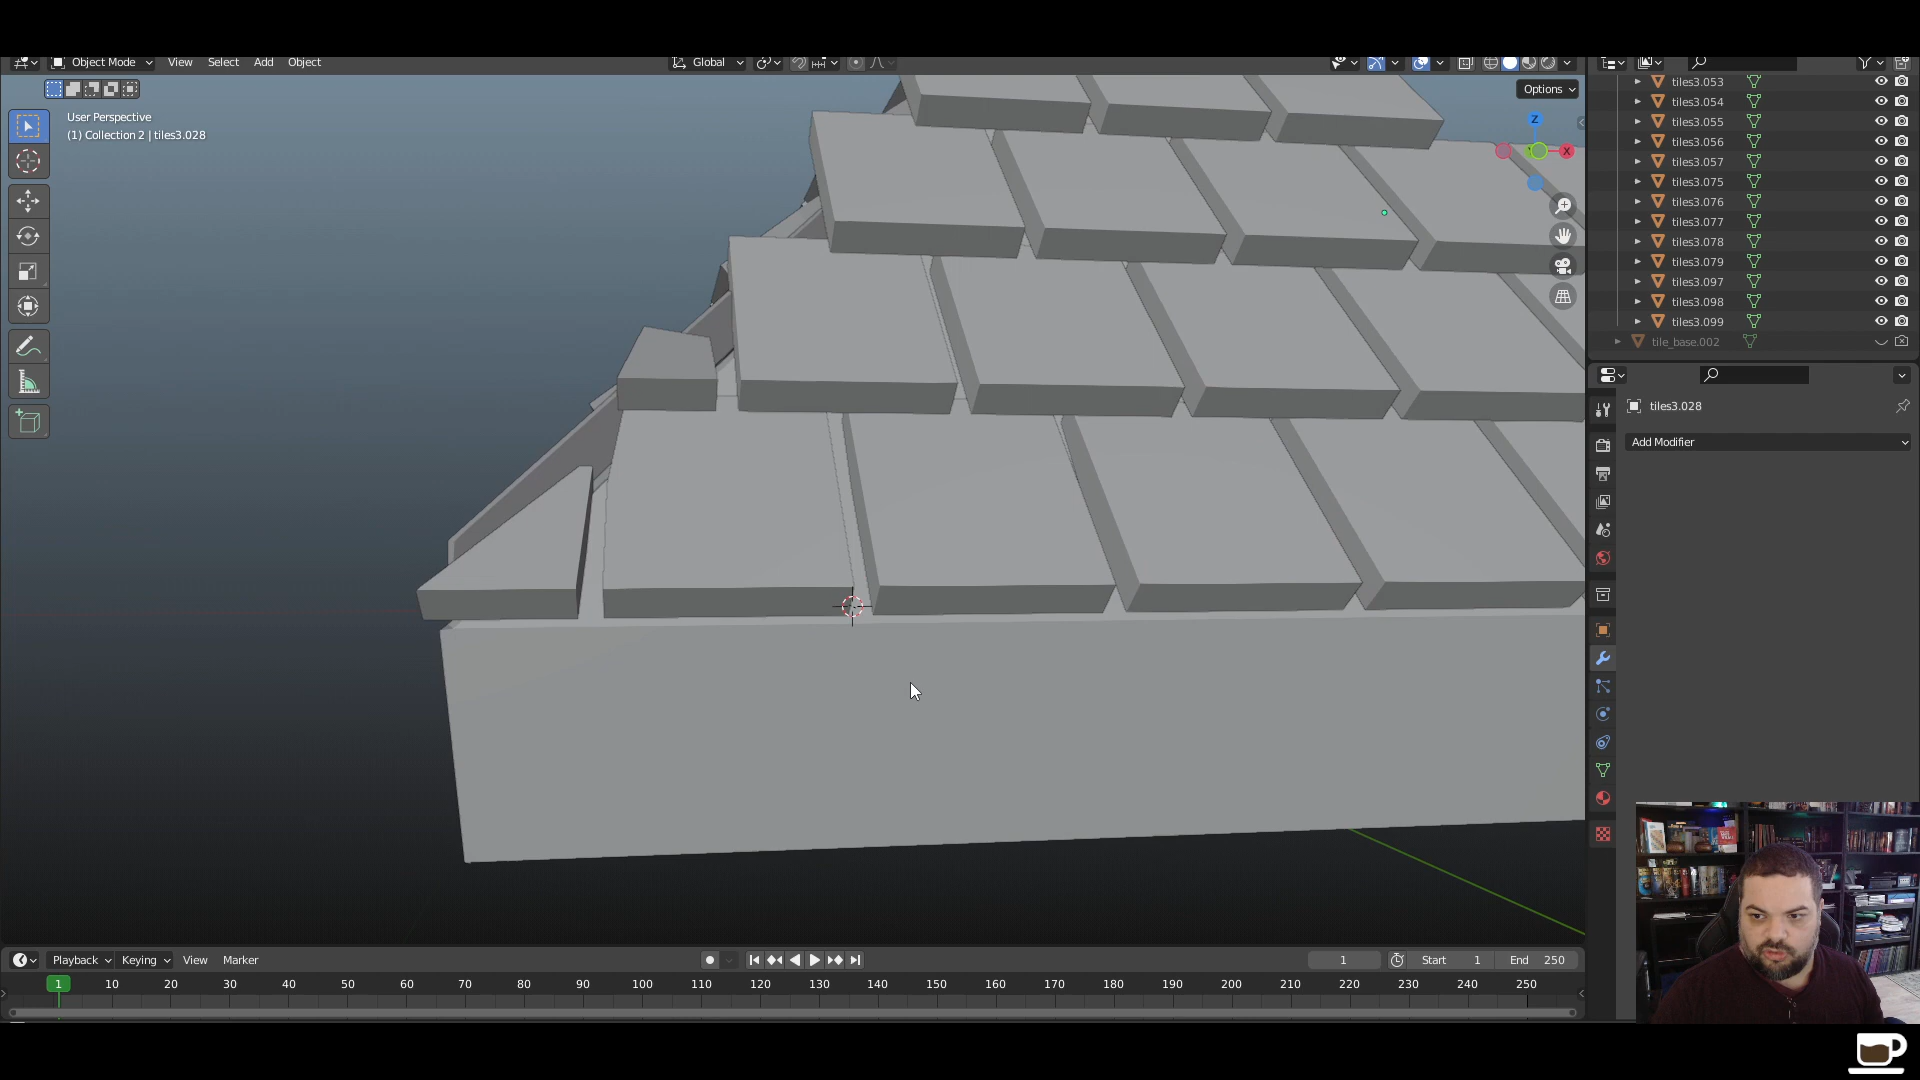 Object Mode View Select Add Object Global
Options
User Perspective
(1) Collection 2 | tiles3.028
Z
X
tiles3.053
tiles3.054
tiles3.055
tiles3.056
tiles3.057
tiles3.075
tiles3.076
tiles3.077
tiles3.078
tiles3.079
tiles3.097
tiles3.098
tiles3.099
tile_base.002
tiles3.028
Add Modifier
Playback Keying View Marker 1 Start 1 End 250
1 10 20 30 40 50 60 70 80 90 100 110 120 130 140 150 160 170 180 190 200 210 220 230 240 250